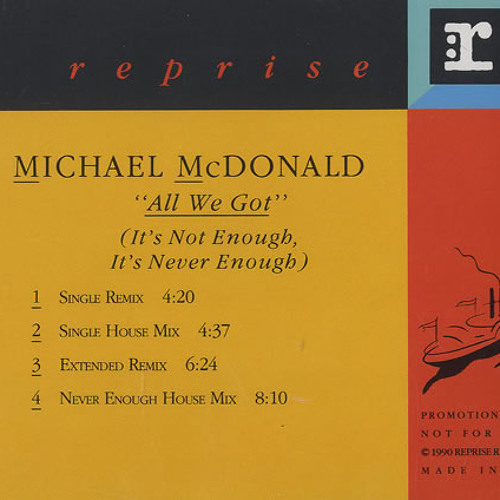 reprise
r
MICHAEL McDONALD
“All We Got”
(It's Not Enough,
It's Never Enough)
1 SINGLE REMIX 4:20
2 SINGLE HOUSE MIX 4:37
3 EXTENDED REMIX 6:24
4 NEVER ENOUGH HOUSE MIX 8:10
PROMOTION
NOT FOR
© 1990 REPRISE R
MADE IN